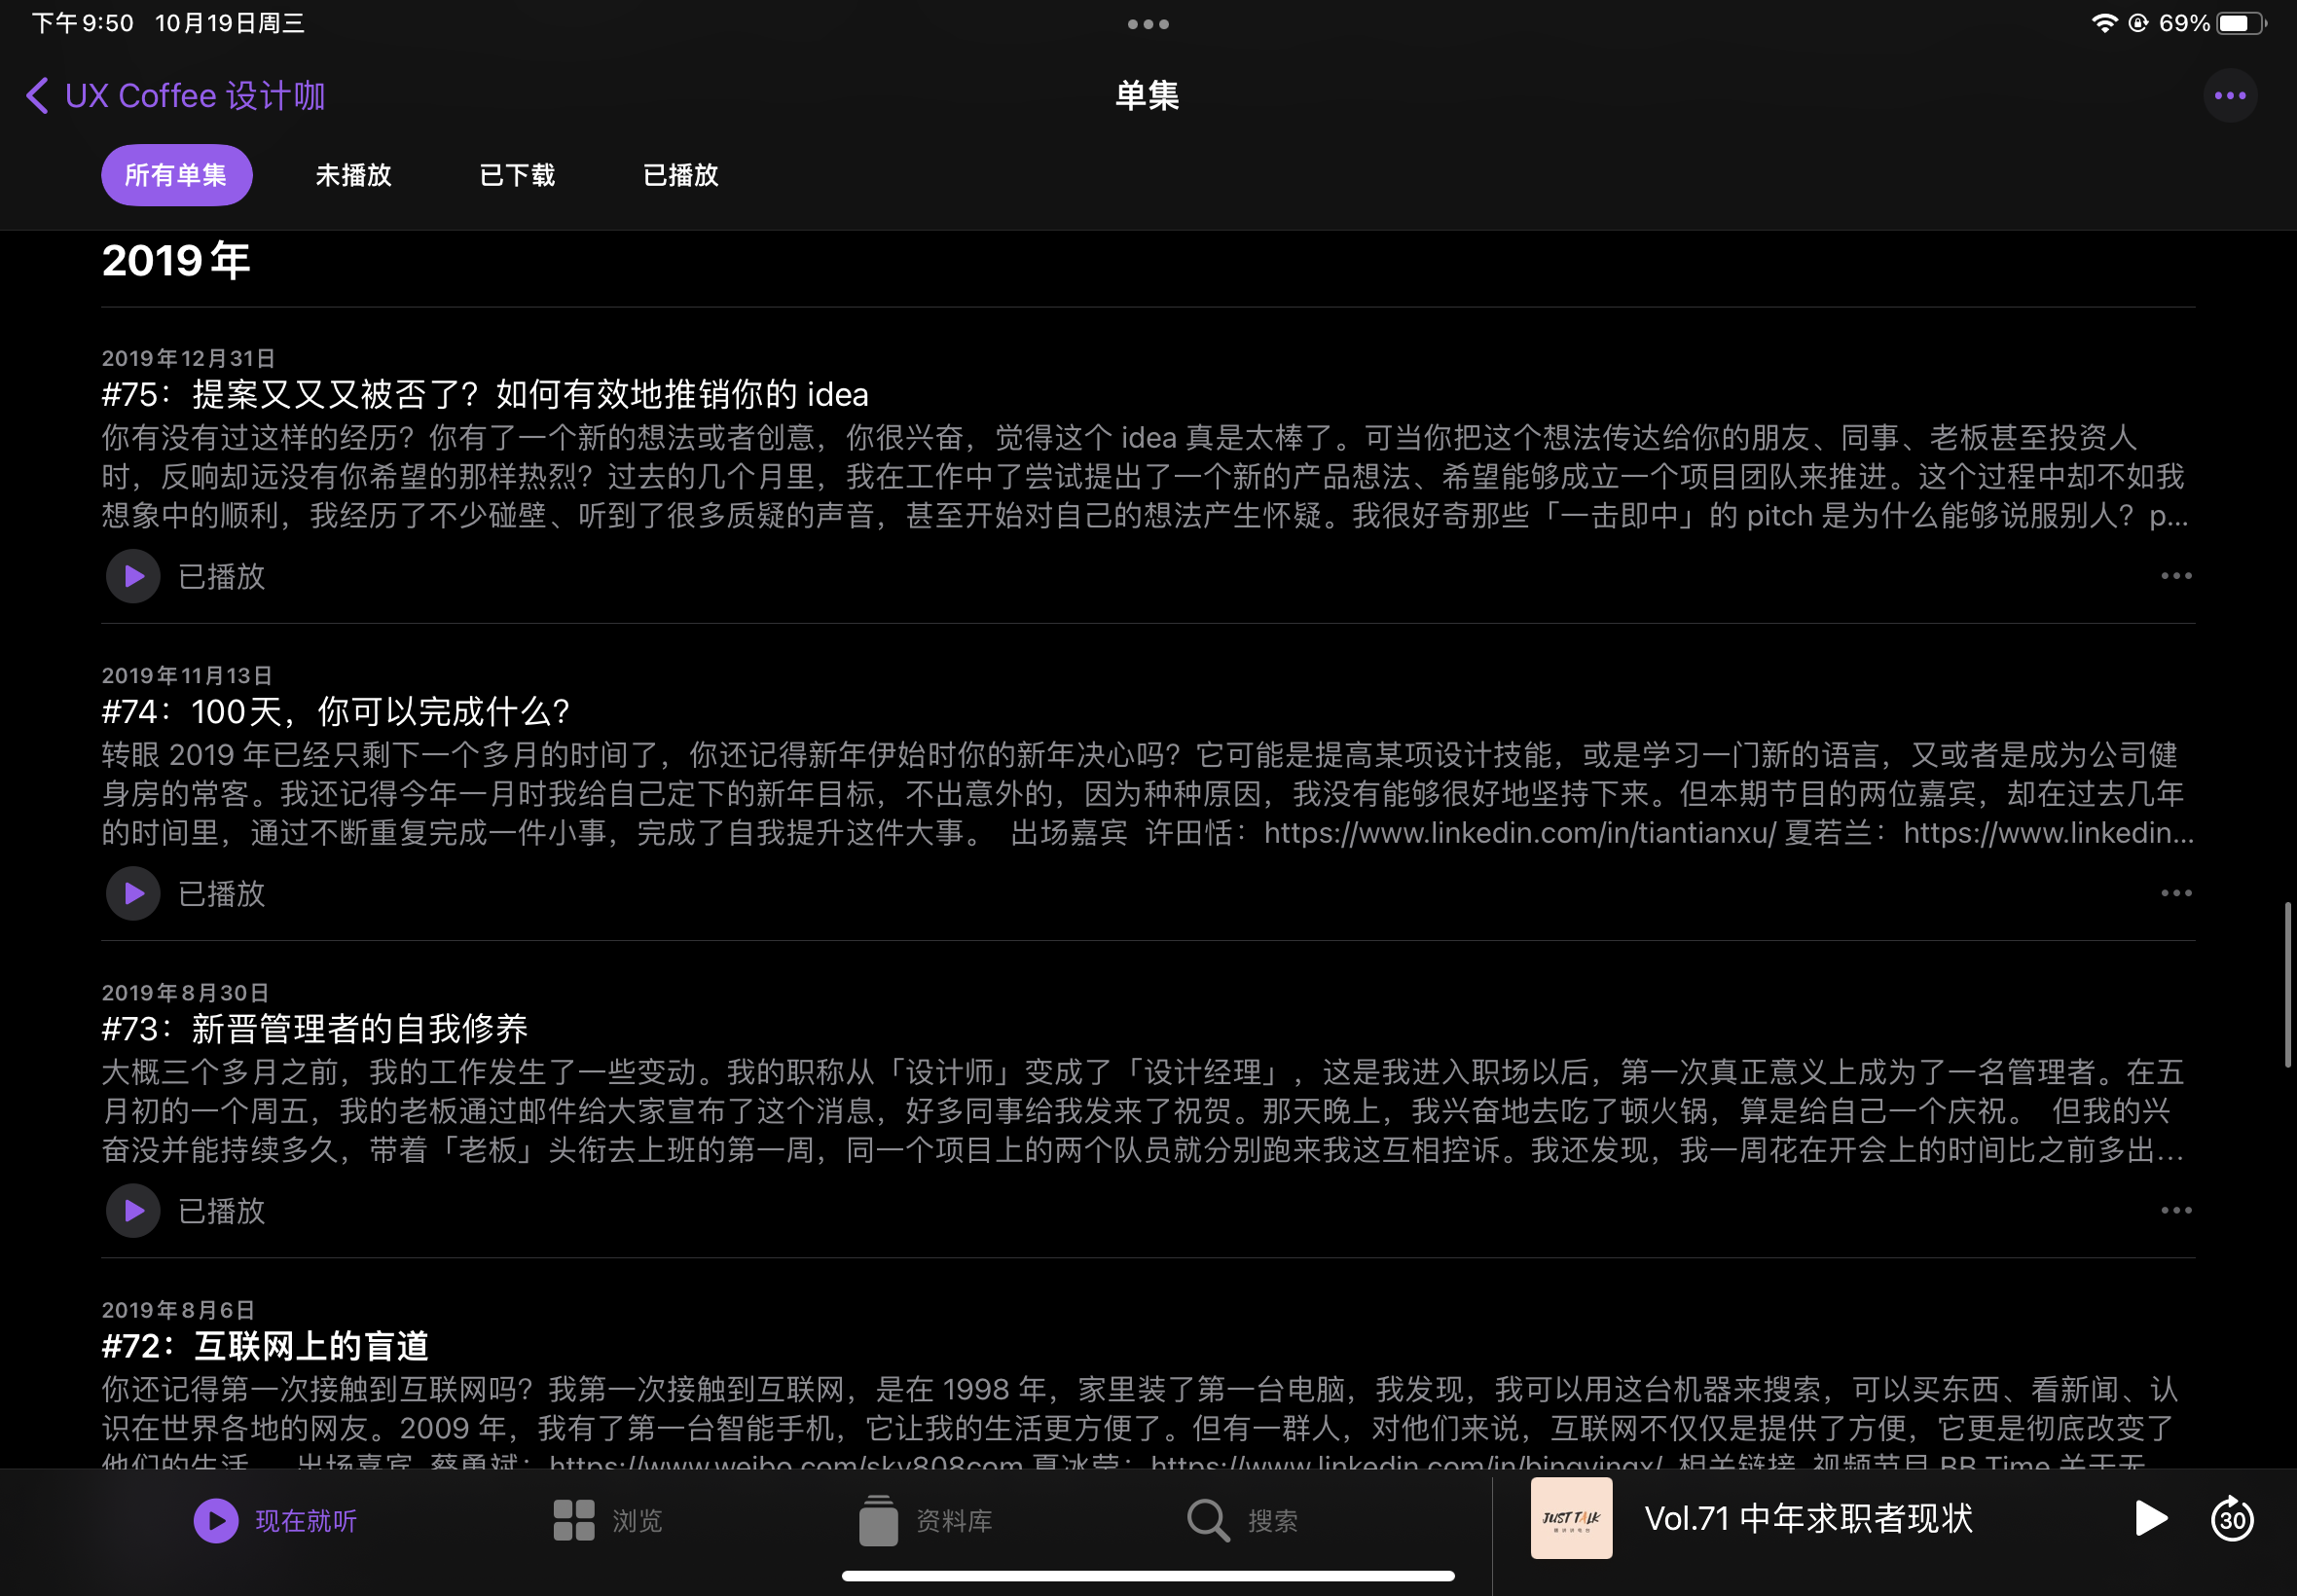 下午9:50 10月19日周三
69%
UX Coffee 设计咖
单集
所有单集 未播放 已下载 已播放
2019年
2019年12月31日
#75：提案又又又被否了？如何有效地推销你的 idea
你有没有过这样的经历？你有了一个新的想法或者创意，你很兴奋，觉得这个 idea 真是太棒了。可当你把这个想法传达给你的朋友、同事、老板甚至投资人
时，反响却远没有你希望的那样热烈？过去的几个月里，我在工作中了尝试提出了一个新的产品想法、希望能够成立一个项目团队来推进。这个过程中却不如我
想象中的顺利，我经历了不少碰壁、听到了很多质疑的声音，甚至开始对自己的想法产生怀疑。我很好奇那些「一击即中」的 pitch 是为什么能够说服别人？p...
已播放
2019年11月13日
#74：100天，你可以完成什么？
转眼 2019 年已经只剩下一个多月的时间了，你还记得新年伊始时你的新年决心吗？它可能是提高某项设计技能，或是学习一门新的语言，又或者是成为公司健
身房的常客。我还记得今年一月时我给自己定下的新年目标，不出意外的，因为种种原因，我没有能够很好地坚持下来。但本期节目的两位嘉宾，却在过去几年
的时间里，通过不断重复完成一件小事，完成了自我提升这件大事。 出场嘉宾 许田恬：https://www.linkedin.com/in/tiantianxu/ 夏若兰：https://www.linkedin...
已播放
2019年8月30日
#73：新晋管理者的自我修养
大概三个多月之前，我的工作发生了一些变动。我的职称从「设计师」变成了「设计经理」，这是我进入职场以后，第一次真正意义上成为了一名管理者。在五
月初的一个周五，我的老板通过邮件给大家宣布了这个消息，好多同事给我发来了祝贺。那天晚上，我兴奋地去吃了顿火锅，算是给自己一个庆祝。 但我的兴
奋没并能持续多久，带着「老板」头衔去上班的第一周，同一个项目上的两个队员就分别跑来我这互相控诉。我还发现，我一周花在开会上的时间比之前多出...
已播放
2019年8月6日
#72：互联网上的盲道
你还记得第一次接触到互联网吗？我第一次接触到互联网，是在 1998 年，家里装了第一台电脑，我发现，我可以用这台机器来搜索，可以买东西、看新闻、认
识在世界各地的网友。2009 年，我有了第一台智能手机，它让我的生活更方便了。但有一群人，对他们来说，互联网不仅仅是提供了方便，它更是彻底改变了
他们的生活。 出场嘉宾 蔡勇斌：https://www.weibo.com/sky808com 夏冰莹：https://www.linkedin.com/in/bingyingx/ 相关链接 视频节目 BB Time 关于无
现在就听 浏览 资料库 搜索
JUST TALK
Vol.71 中年求职者现状
30